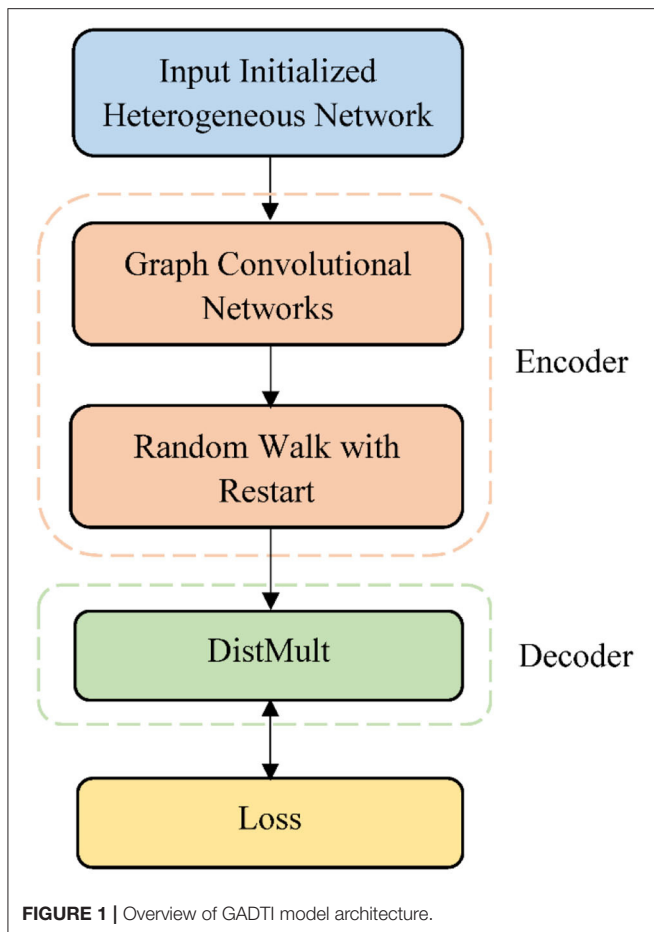 Input Initialized
Heterogeneous Network
Graph Convolutional
Networks
Encoder
Random Walk with
Restart
DistMult
Decoder
Loss
FIGURE 1 | Overview of GADTI model architecture.